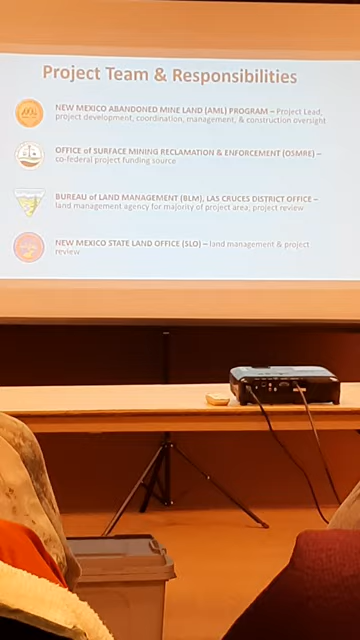 Project Team & Responsibilities
NEW MEXICO ABANDONED MINE LAND (AML) PROGRAM – Project Lead,
project development, coordination, management, & construction oversight
OFFICE of SURFACE MINING RECLAMATION & ENFORCEMENT (OSMRE) –
co-federal project funding source
BUREAU of LAND MANAGEMENT (BLM), LAS CRUCES DISTRICT OFFICE –
land management agency for majority of project area; project review
NEW MEXICO STATE LAND OFFICE (SLO) – land management & project
review